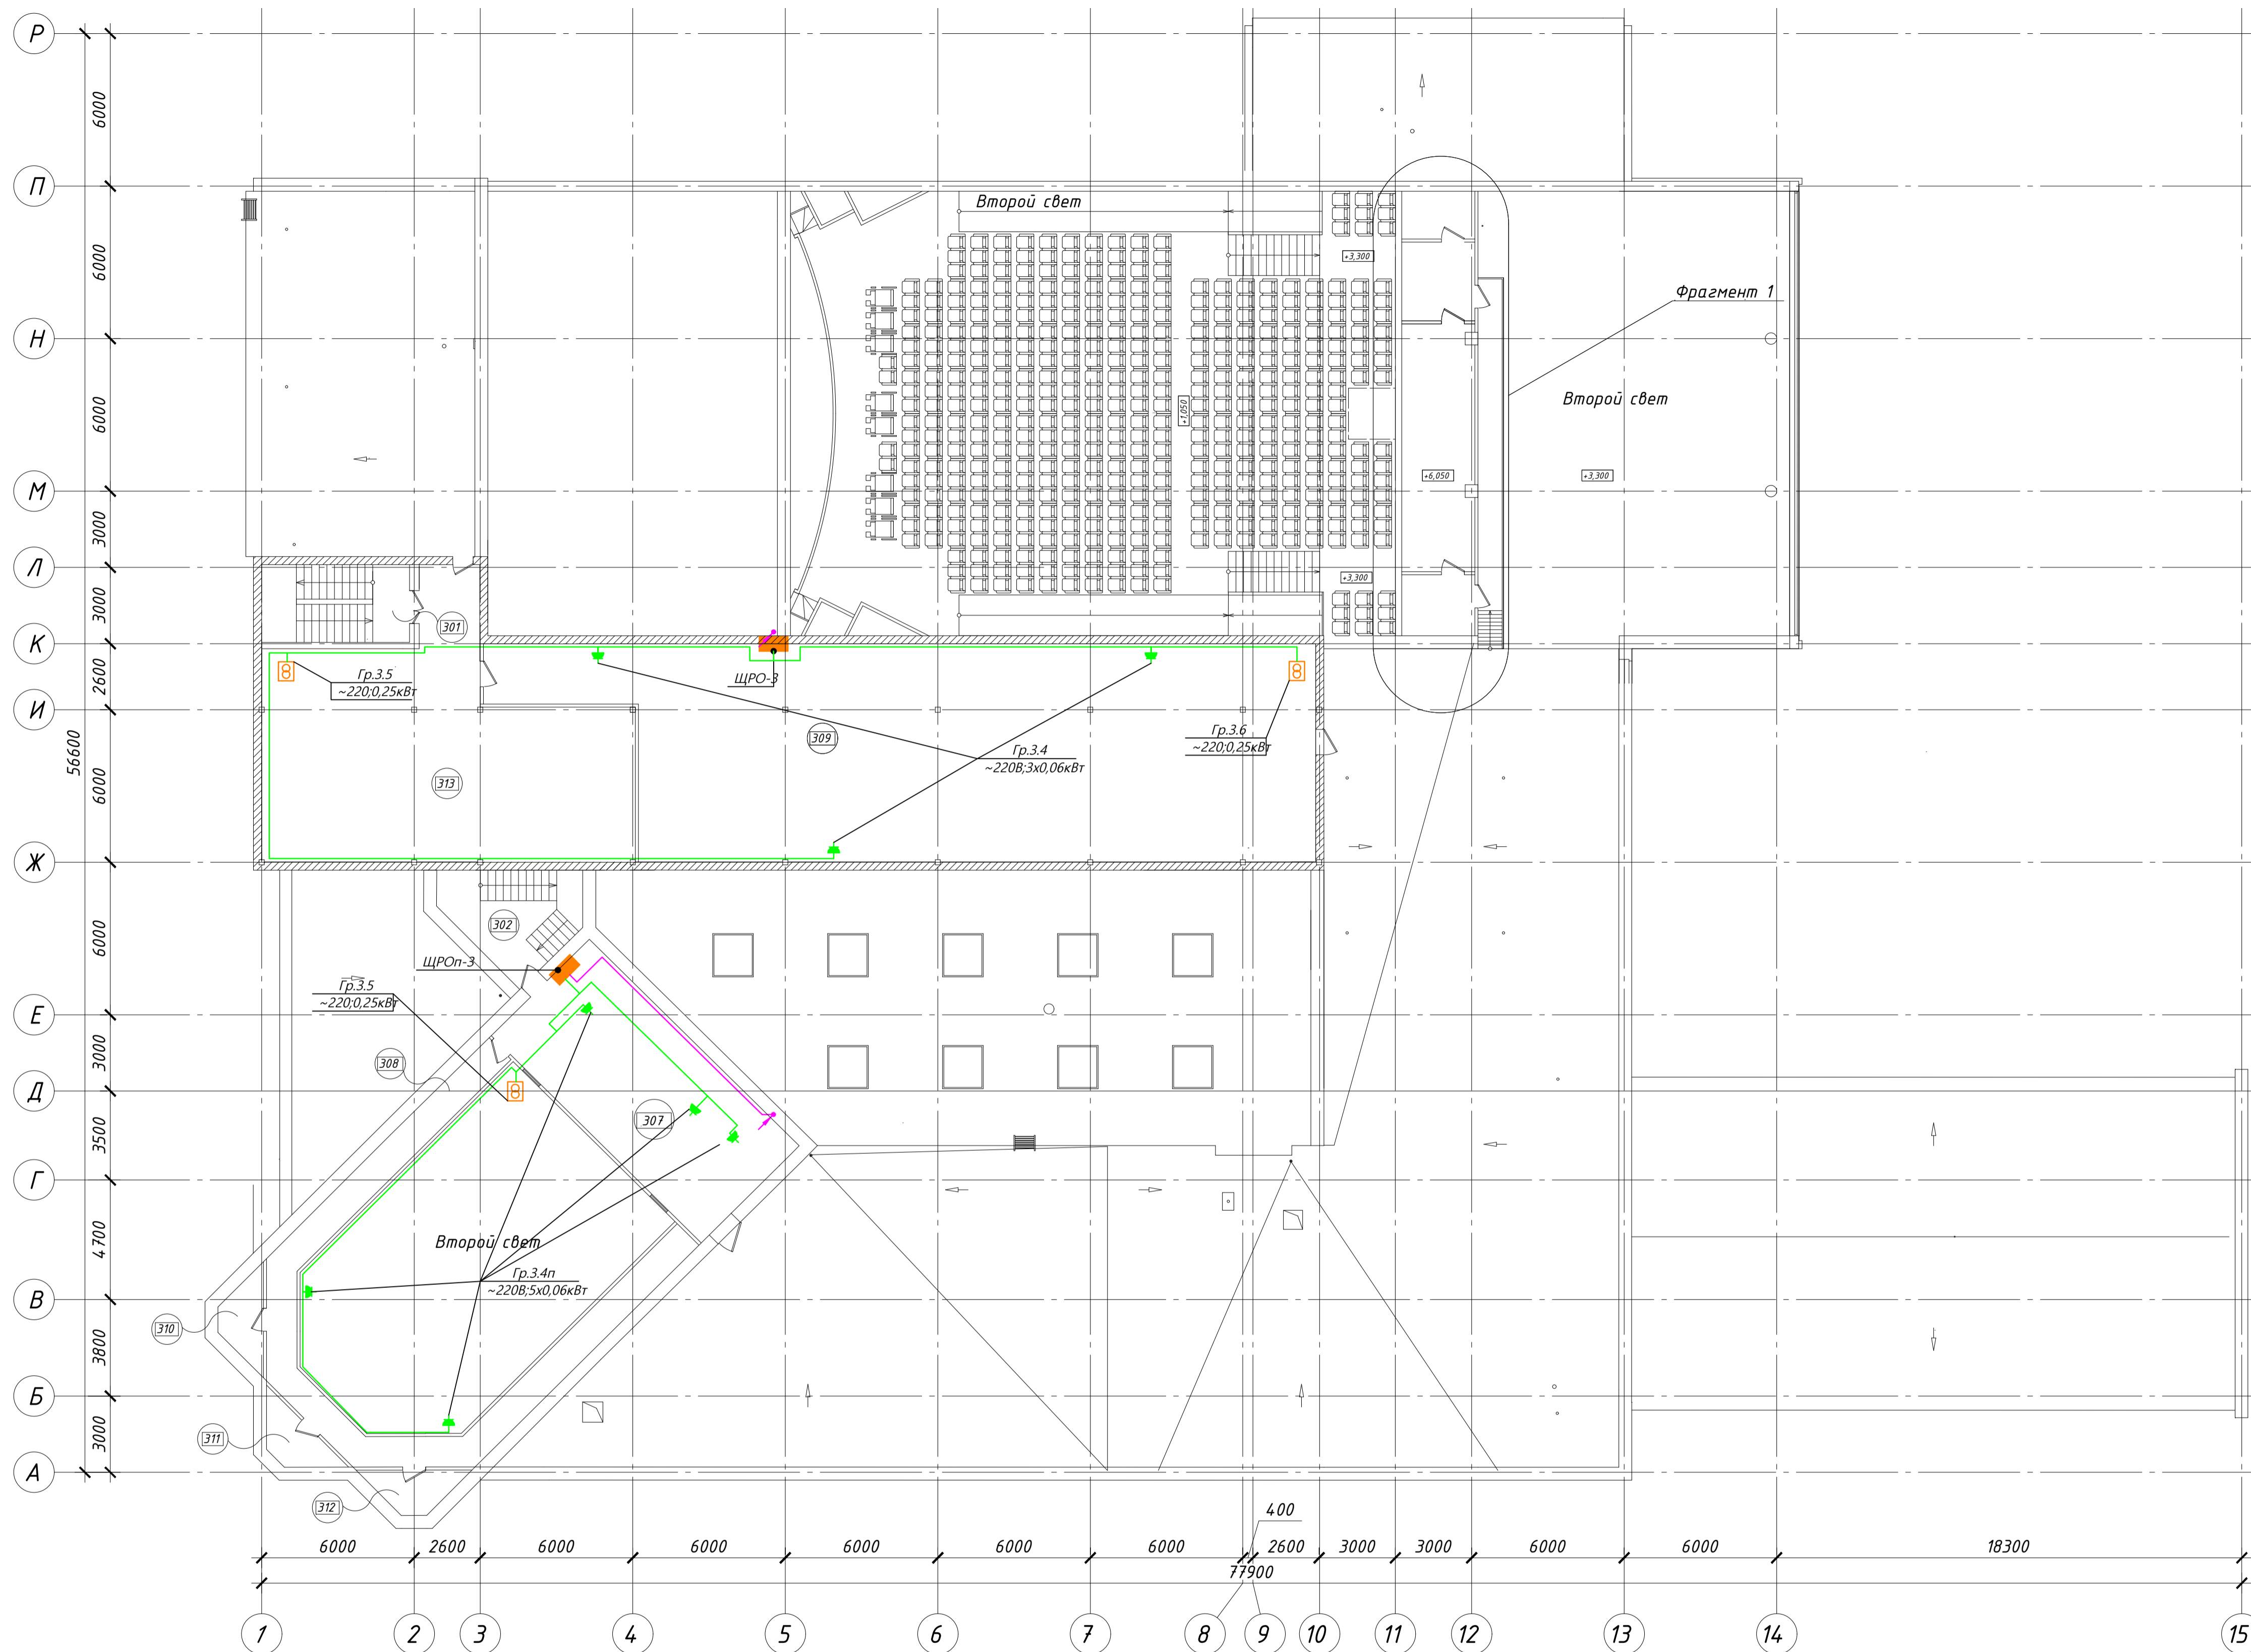 Р
6000
П
Второй свет
6000
+3,300
Фрагмент 1
Н
6000
+1,050
Второй свет
+6,050
+3,300
М
3000
Л
3000
+3,300
301
К
2600
Гр.3.5
~220;0,25кВт
ЩРО-3
И
309
Гр.3.6
~220;0,25кВт
Гр.3.4
~220В;3х0,06кВт
56600
6000
313
Ж
6000
302
ЩРОп-3
Гр.3.5
~220;0,25кВт
Е
3000
308
Д
307
3500
Г
4700
Второй свет
Гр.3.4п
~220В;5х0,06кВт
В
310
3800
Б
311
3000
А
312
400
6000 2600 6000 6000 6000 6000 6000 2600 3000 3000 6000 6000 18300
77900
1 2 3 4 5 6 7 8 9 10 11 12 13 14 15